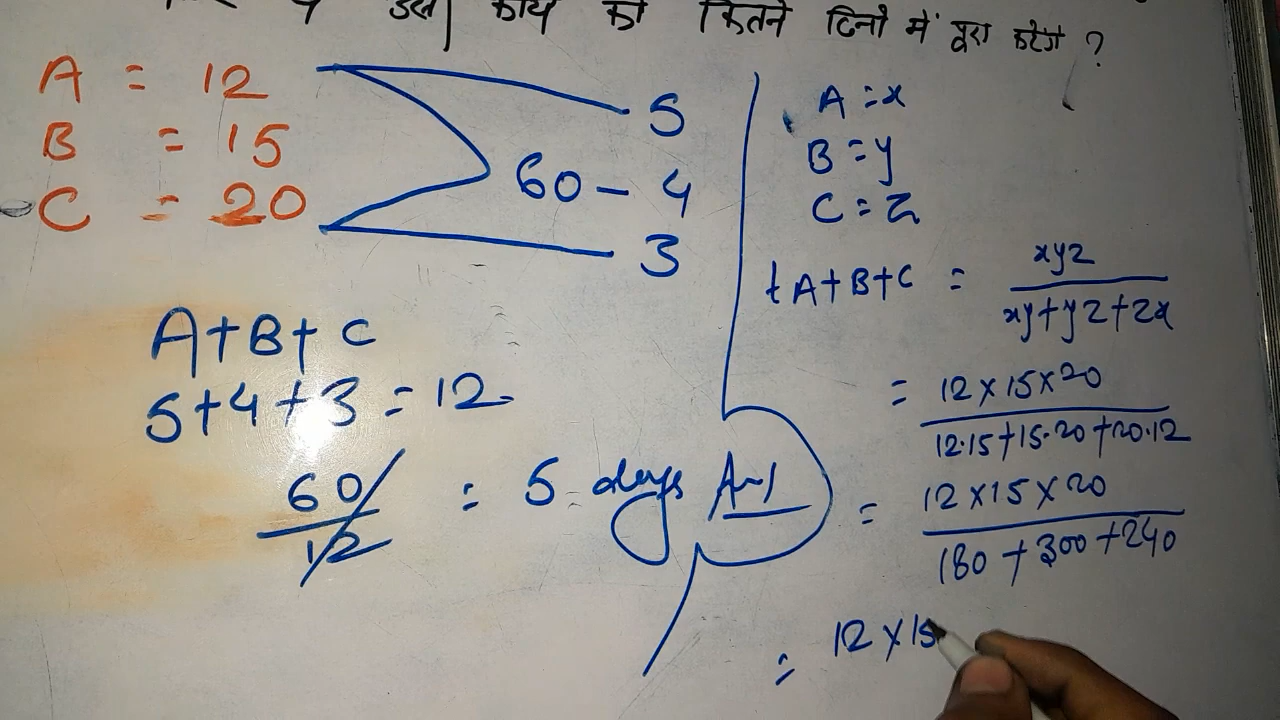 उसी कार्य को कितने दिनों में पूरा करेंगे ?
A = 12
B = 15
C = 20
60 - 4
5
3
A+B+C
5+4+3 = 12
60/12 = 5 days
A = x
B = y
C = z
tA+B+C = xyz / xy+yz+zx
= 12×15×20 / 12·15+15·20+20·12
= 12×15×20 / 180+300+240
= 12×15